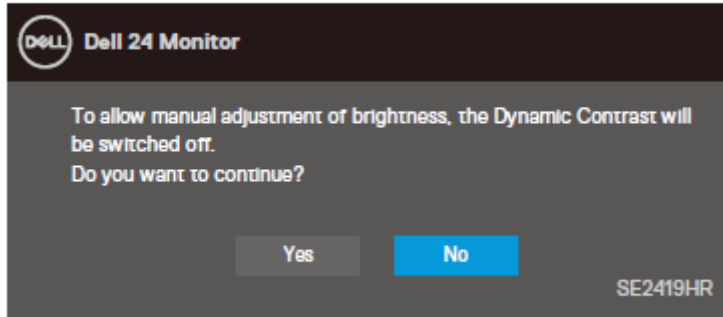 DELL Dell 24 Monitor
To allow manual adjustment of brightness, the Dynamic Contrast will
be switched off.
Do you want to continue?
Yes No
SE2419HR